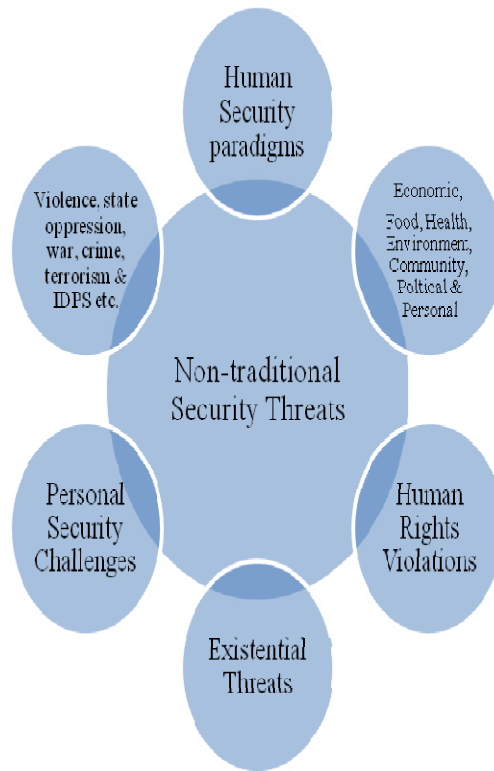 Human
Security
paradigms
Violence, state
oppression,
war, crime,
terrorism &
IDPS etc.
Economic,
Food, Health,
Environment,
Community,
Poltical &
Personal
Non-traditional
Security Threats
Personal
Security
Challenges
Human
Rights
Violations
Existential
Threats